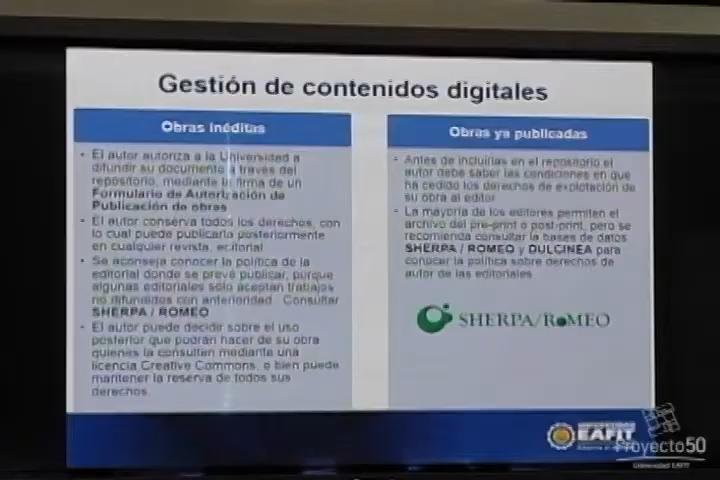 Gestión de contenidos digitales
Obras inéditas
El autor autoriza a la Universidad a
difundir su documento a través del
repositorio, mediante la firma de un
Formulario de Autorización de
Publicación de obras
El autor conserva todos los derechos, con
lo cual puede publicarla posteriormente
en cualquier revista, editorial
Se aconseja conocer la política de la
editorial donde se prevé publicar, porque
algunas editoriales sólo aceptan trabajos
no difundidos con anterioridad. Consultar
SHERPA / ROMEO
El autor puede decidir sobre el uso
posterior que podrán hacer de su obra
quienes la consulten mediante una
licencia Creative Commons, o bien puede
mantener la reserva de todos sus
derechos.
Obras ya publicadas
Antes de incluirlas en el repositorio el
autor debe saber las condiciones en que
ha cedido los derechos de explotación de
su obra al editor
La mayoría de los editores permiten el
archivo del pre-print o post-print, pero se
recomienda consultar la bases de datos
SHERPA / ROMEO y DULCINEA para
conocer la política sobre derechos de
autor de las editoriales
SHERPA/RoMEO
UNIVERSIDAD
EAFIT
Proyecto50
Universidad EAFIT